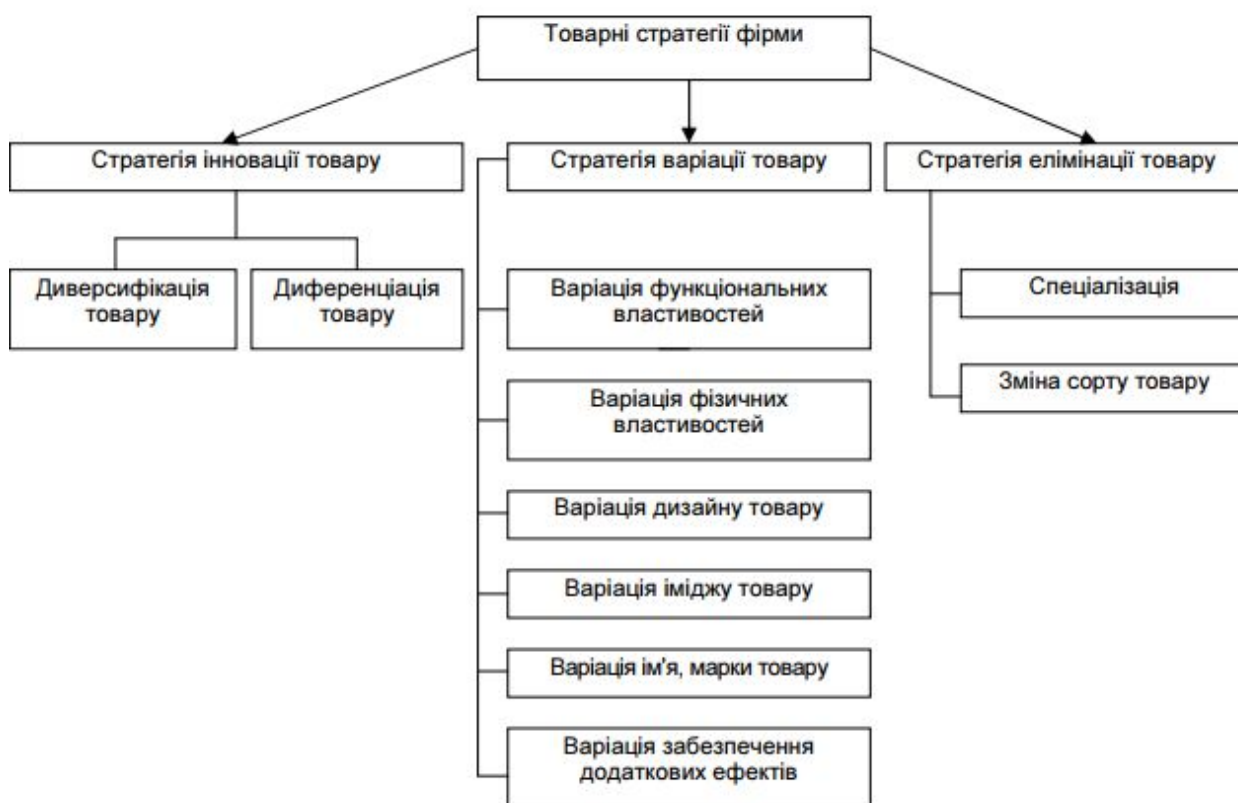 Товарні стратегії фірми
Стратегія інновації товару
Стратегія варіації товару
Стратегія елімінації товару
Диверсифікація
товару
Диференціація
товару
Варіація функціональних
властивостей
Спеціалізація
Зміна сорту товару
Варіація фізичних
властивостей
Варіація дизайну товару
Варіація іміджу товару
Варіація ім'я, марки товару
Варіація забезпечення
додаткових ефектів